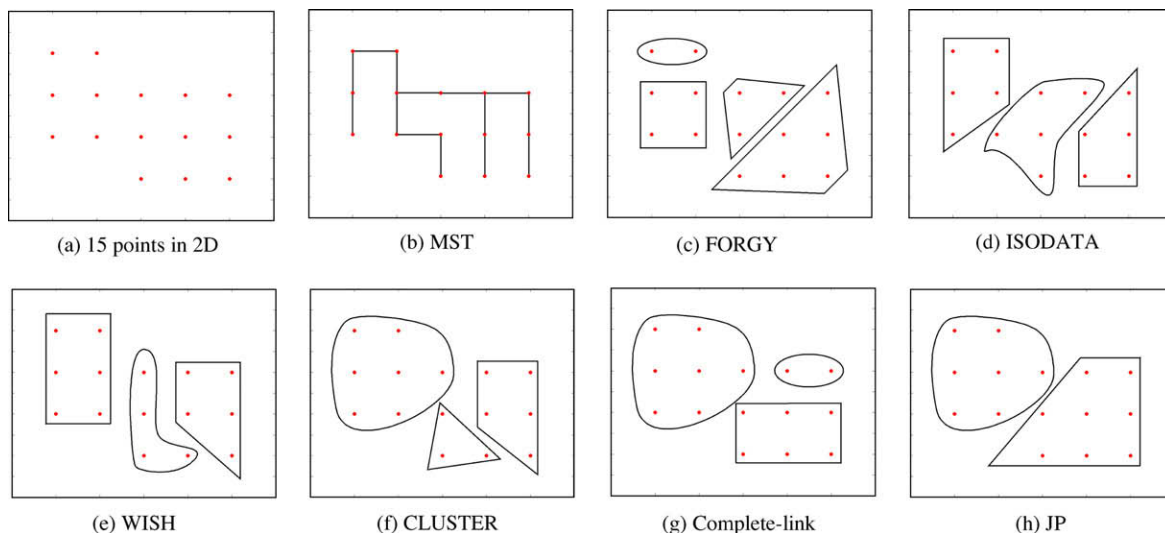 (a) 15 points in 2D
(b) MST
(c) FORGY
(d) ISODATA
(e) WISH
(f) CLUSTER
(g) Complete-link
(h) JP